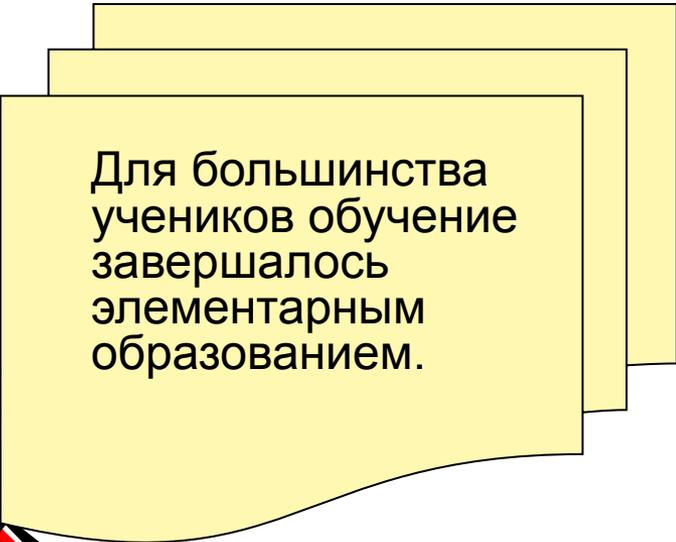 Для большинства
учеников обучение
завершалось
элементарным
образованием.